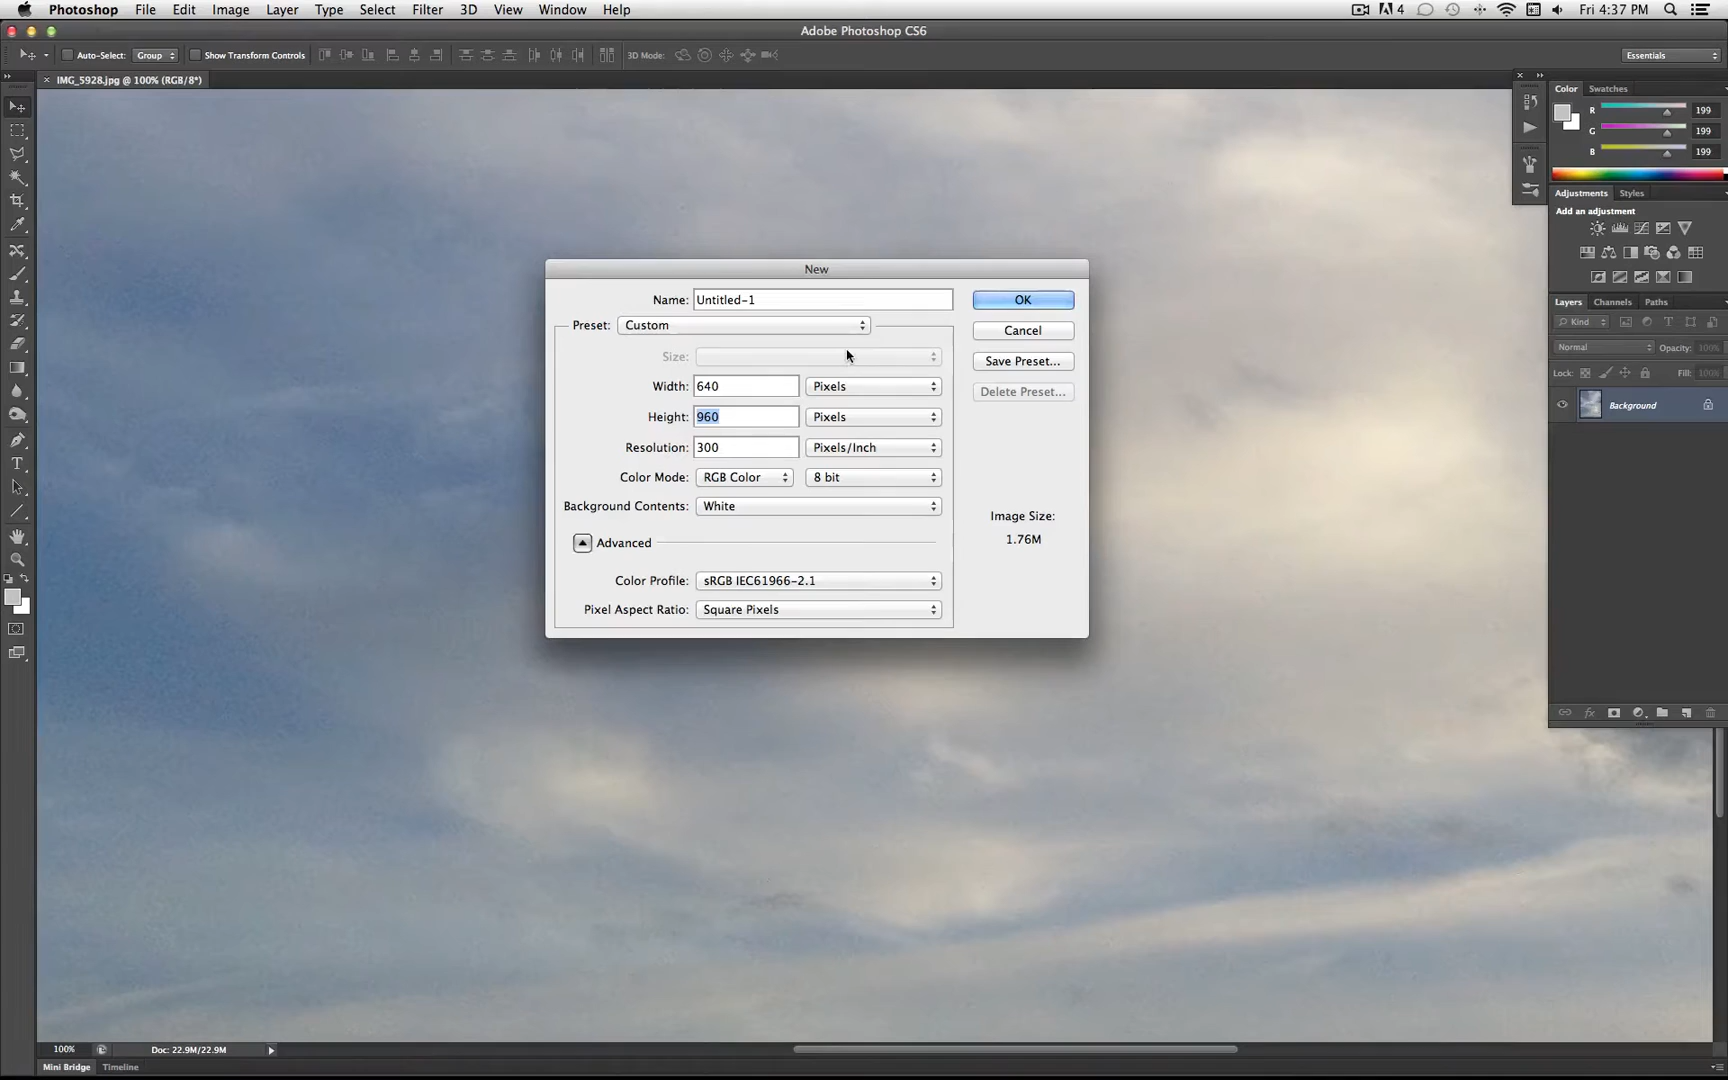 Photoshop File Edit Image Layer Type Select Filter 3D View Window Help 4 Fri 4:37 PM
Adobe Photoshop CS6
Auto-Select: Group Show Transform Controls 3D Mode: Essentials
IMG_5928.jpg @ 100% (RGB/8*)
Color Swatches
R 199
G 199
B 199
Adjustments Styles
Add an adjustment
New
Name: Untitled-1 OK
Preset: Custom Cancel
Size: Save Preset...
Width: 640 Pixels Delete Preset...
Height: 960 Pixels
Resolution: 300 Pixels/Inch
Color Mode: RGB Color 8 bit
Background Contents: White
Image Size:
1.76M
Advanced
Color Profile: sRGB IEC61966-2.1
Pixel Aspect Ratio: Square Pixels
Layers Channels Paths
Kind
Normal Opacity: 100%
Lock: Fill: 100%
Background
100% Doc: 22.9M/22.9M
Mini Bridge Timeline